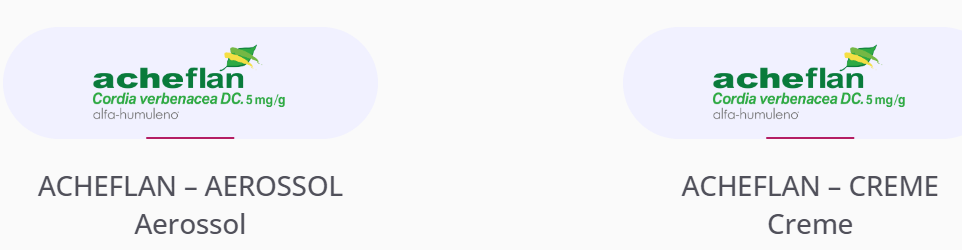 acheflan
Cordia verbenacea DC. 5 mg/g
alfa-humuleno
ACHEFLAN – AEROSSOL
Aerossol
acheflan
Cordia verbenacea DC. 5 mg/g
alfa-humuleno
ACHEFLAN – CREME
Creme